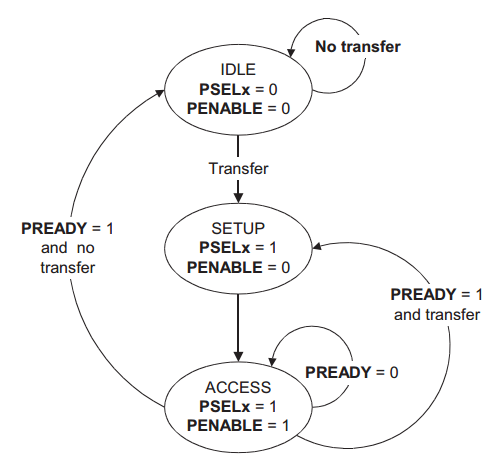 No transfer
IDLE
PSELx = 0
PENABLE = 0
Transfer
SETUP
PSELx = 1
PENABLE = 0
PREADY = 1
and no
transfer
PREADY = 1
and transfer
PREADY = 0
ACCESS
PSELx = 1
PENABLE = 1